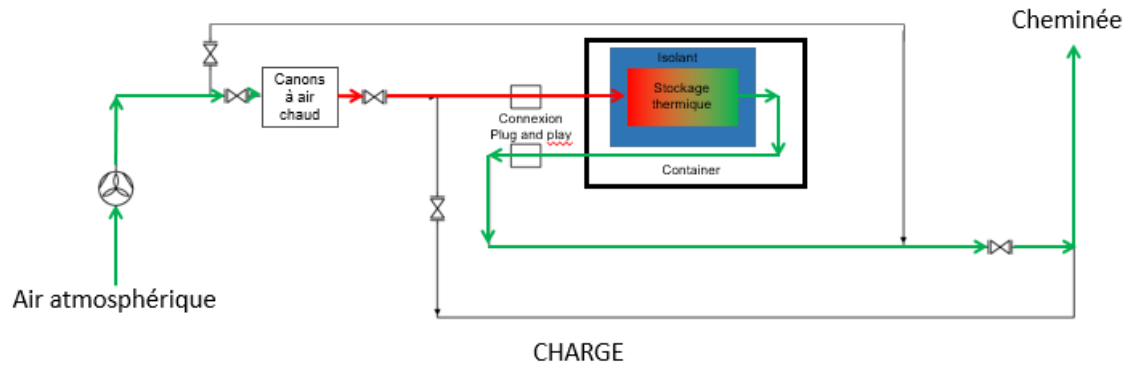 Cheminée
Isolant
Stockage
thermique
Canons
à air
chaud
Connexion
Plug and play
Container
Air atmosphérique
CHARGE